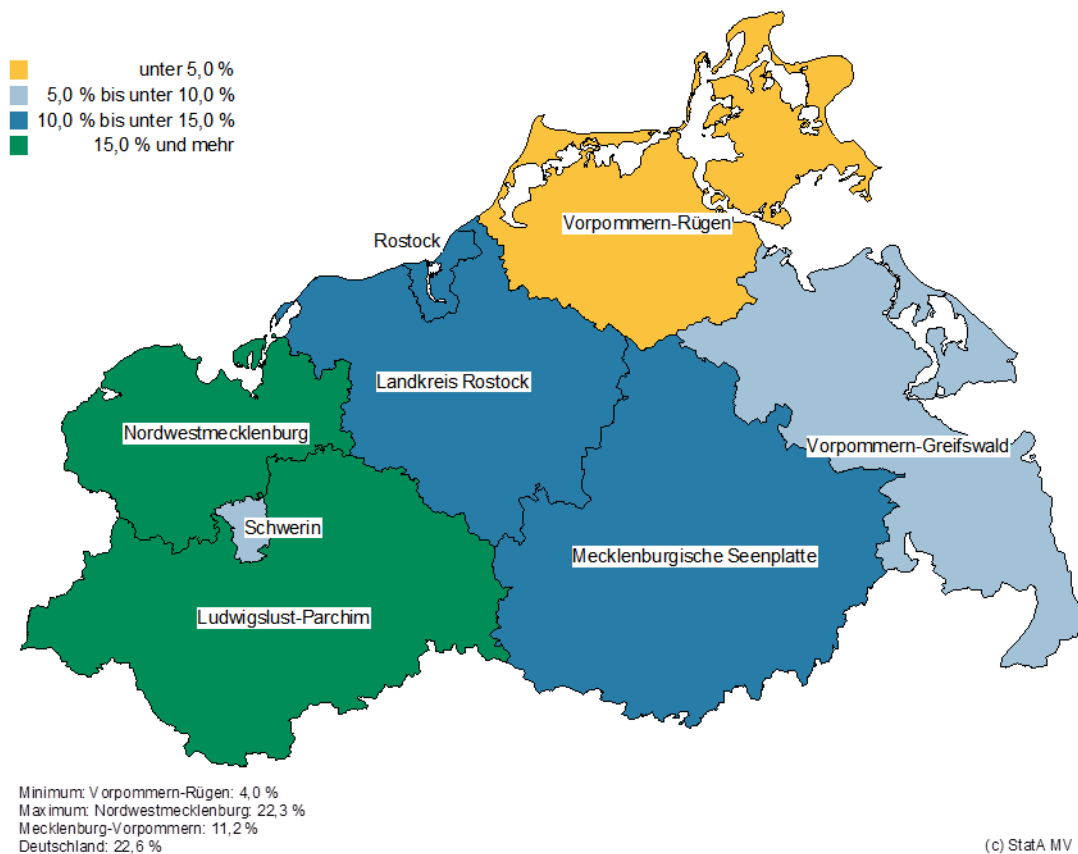 unter 5,0 %
5,0 % bis unter 10,0 %
10,0 % bis unter 15,0 %
15,0 % und mehr
Vorpommern-Rügen
Rostock
Landkreis Rostock
Nordwestmecklenburg
Vorpommern-Greifswald
Schwerin
Mecklenburgische Seenplatte
Ludwigslust-Parchim
Minimum: Vorpommern-Rügen: 4,0 %
Maximum: Nordwestmecklenburg: 22,3 %
Mecklenburg-Vorpommern: 11,2 %
Deutschland: 22,6 %
(c) StatA MV